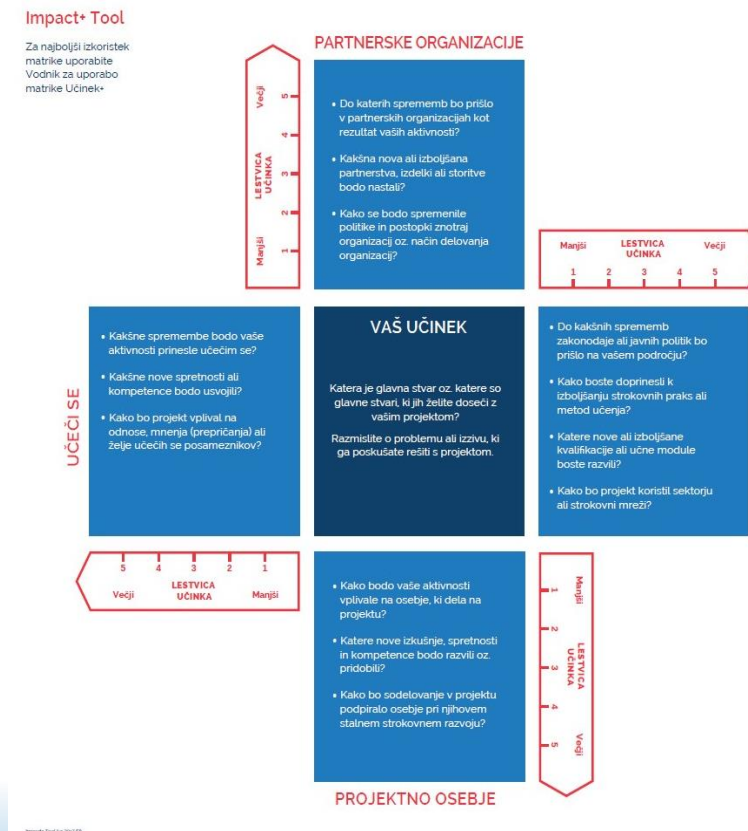 Impact+ Tool
Za najboljši izkoristek
matrike uporabite
Vodnik za uporabo
matrike Učinek+
PARTNERSKE ORGANIZACIJE
Večji
LESTVICA
UČINKA
Manjši
5
4
3
2
1
• Do katerih sprememb bo prišlo
v partnerskih organizacijah kot
rezultat vaših aktivnosti?
• Kakšna nova ali izboljšana
partnerstva, izdelki ali storitve
bodo nastali?
• Kako se bodo spremenile
politike in postopki znotraj
organizacij oz. način delovanja
organizacij?
Manjši
LESTVICA
UČINKA
Večji
1 2 3 4 5
UČEČI SE
• Kakšne spremembe bodo vaše
aktivnosti prinesle učečim se?
• Kakšne nove spretnosti ali
kompetence bodo usvojili?
• Kako bo projekt vplival na
odnose, mnenja (prepričanja) ali
želje učečih se posameznikov?
VAŠ UČINEK
Katera je glavna stvar oz. katere so
glavne stvari, ki jih želite doseči z
vašim projektom?
Razmislite o problemu ali izzivu, ki
ga poskušate rešiti s projektom.
• Do kakšnih sprememb
zakonodaje ali javnih politik bo
prišlo na vašem področju?
• Kako boste doprinesli k
izboljšanju strokovnih praks ali
metod učenja?
• Katere nove ali izboljšane
kvalifikacije ali učne module
boste razvili?
• Kako bo projekt koristil sektorju
ali strokovni mreži?
5 4 3 2 1
Večji
LESTVICA
UČINKA
Manjši
• Kako bodo vaše aktivnosti
vplivale na osebje, ki dela na
projektu?
• Katere nove izkušnje, spretnosti
in kompetence bodo razvili oz.
pridobili?
• Kako bo sodelovanje v projektu
podpiralo osebje pri njihovem
stalnem strokovnem razvoju?
1
2
3
4
5
Manjši
LESTVICA
UČINKA
Večji
PROJEKTNO OSEBJE